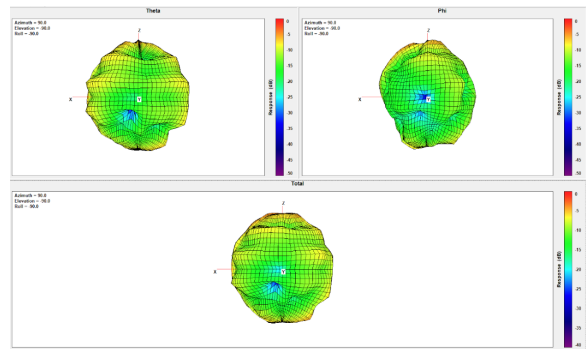 Theta
Azimuth = 90.0
Elevation = -90.0
Roll = -90.0
Z
X
Y
Response (dB)
0
-5
-10
-15
-20
-25
-30
-35
-40
-45
-50
Phi
Azimuth = 90.0
Elevation = -90.0
Roll = -90.0
Z
X
Y
Response (dB)
0
-5
-10
-15
-20
-25
-30
-35
-40
-45
-50
Total
Azimuth = 90.0
Elevation = -90.0
Roll = -90.0
Z
X
Y
Response (dB)
0
-5
-10
-15
-20
-25
-30
-35
-40